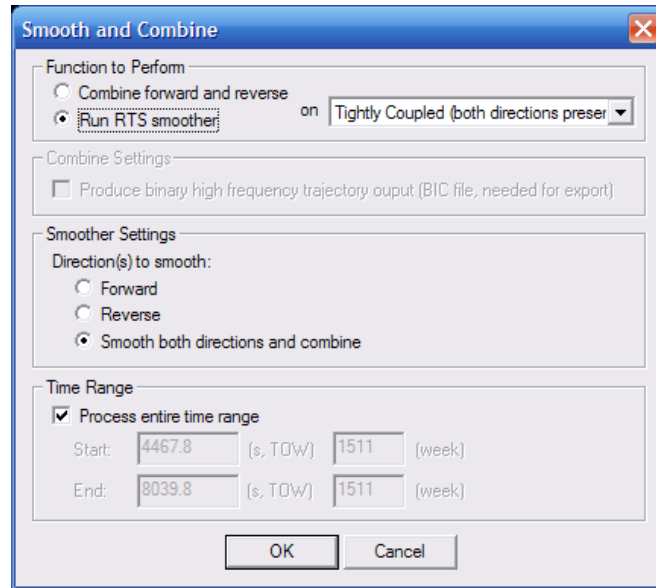 Smooth and Combine
Function to Perform
Combine forward and reverse
Run RTS smoother
on
Tightly Coupled (both directions preser
Combine Settings
Produce binary high frequency trajectory ouput (BIC file, needed for export)
Smoother Settings
Direction(s) to smooth:
Forward
Reverse
Smooth both directions and combine
Time Range
Process entire time range
Start: 4467.8 (s, TOW) 1511 (week)
End: 8039.8 (s, TOW) 1511 (week)
OK Cancel